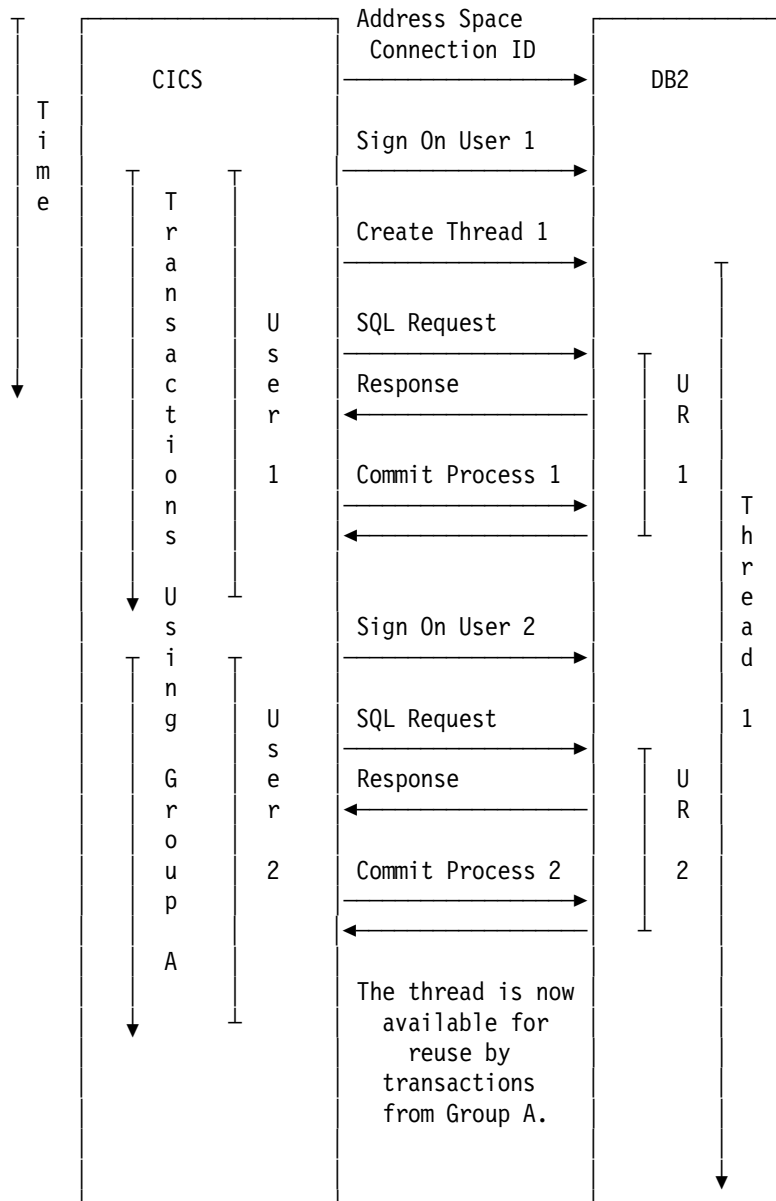 Address Space
Connection ID
CICS
DB2
Time
Sign On User 1
Transactions Using Group A
Create Thread 1
User 1
SQL Request
Response
UR 1
Commit Process 1
Thread 1
Sign On User 2
User 2
SQL Request
Response
UR 2
Commit Process 2
The thread is now
available for
reuse by
transactions
from Group A.